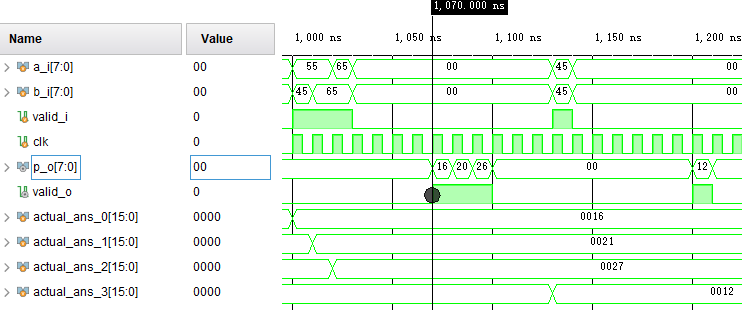 1,070.000 ns
Name Value 1,000 ns 1,050 ns 1,100 ns 1,150 ns 1,200 ns
a_i[7:0] 00 55 65 00 45 00
b_i[7:0] 00 45 65 00 45 00
valid_i 0
clk 0
p_o[7:0] 00 16 20 26 00 12
valid_o 0
actual_ans_0[15:0] 0000 0016
actual_ans_1[15:0] 0000 0021
actual_ans_2[15:0] 0000 0027
actual_ans_3[15:0] 0000 0012